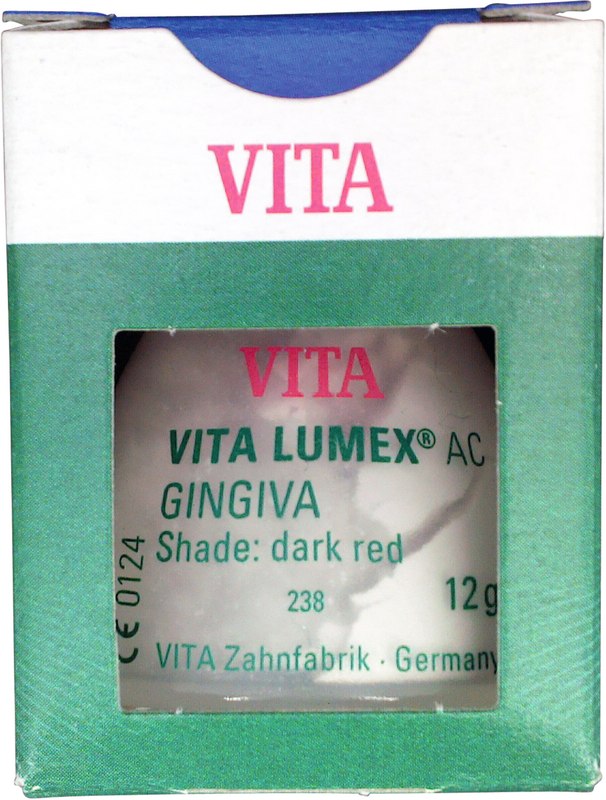 VITA
VITA
VITA LUMEX® AC
GINGIVA
Shade: dark red
238
12g
VITA Zahnfabrik · Germany
CE 0124